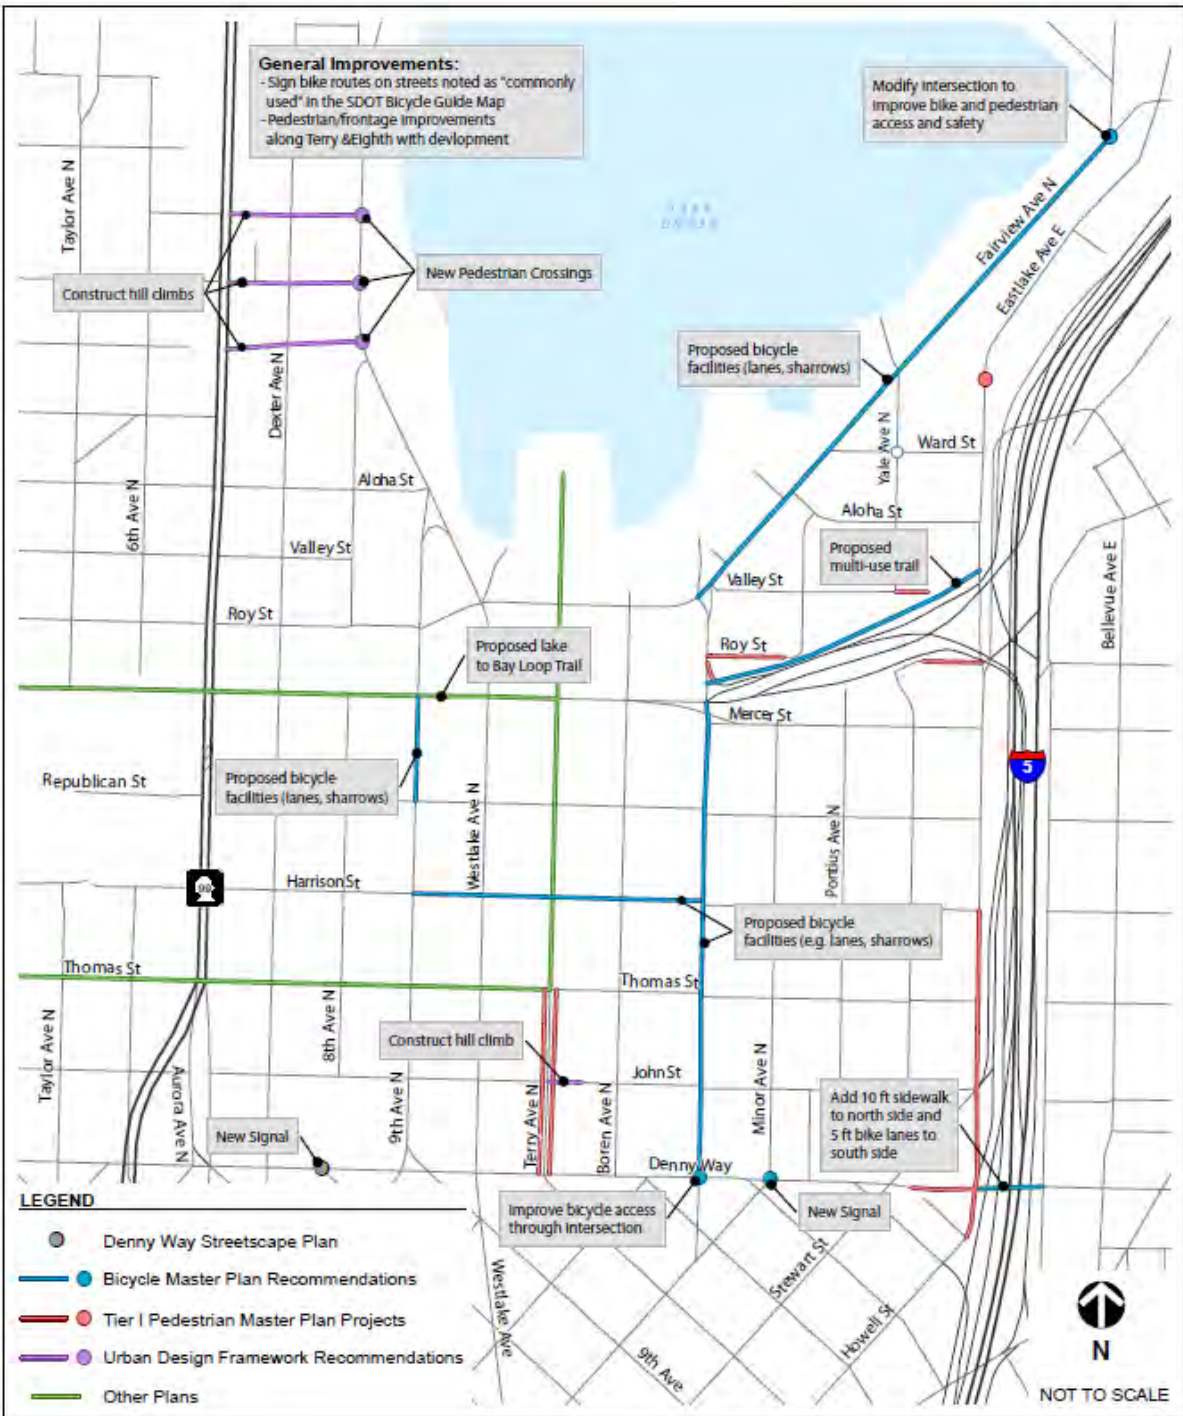 General Improvements:
- Sign bike routes on streets noted as "commonly
used" in the SDOT Bicycle Guide Map
- Pedestrian/frontage improvements
along Terry &Eighth with devlopment
Modify intersection to
improve bike and pedestrian
access and safety
Taylor Ave N
Fairview Ave N
Eastlake Ave E
LAKE
UNION
New Pedestrian Crossings
Construct hill climbs
Proposed bicycle
facilities (lanes, sharrows)
Dexter Ave N
Yale Ave N
Ward St
6th Ave N
Aloha St
Aloha St
Valley St
Proposed
multi-use trail
Valley St
Bellevue Ave E
Roy St
Proposed lake
to Bay Loop Trail
Roy St
Mercer St
Republican St
Proposed bicycle
facilities (lanes, sharrows)
5
Westlake Ave N
Pontius Ave N
99
Harrison St
Proposed bicycle
facilities (e.g. lanes, sharrows)
Thomas St
Thomas St
Taylor Ave N
8th Ave N
Construct hill climb
John St
Aurora Ave N
9th Ave N
Terry Ave N
Boren Ave N
Minor Ave N
Add 10 ft sidewalk
to north side and
5 ft bike lanes to
south side
New Signal
Denny Way
Improve bicycle access
through intersection
New Signal
Westlake Ave
Stewart St
9th Ave
Howell St
LEGEND
Denny Way Streetscape Plan
Bicycle Master Plan Recommendations
Tier I Pedestrian Master Plan Projects
Urban Design Framework Recommendations
Other Plans
N
NOT TO SCALE